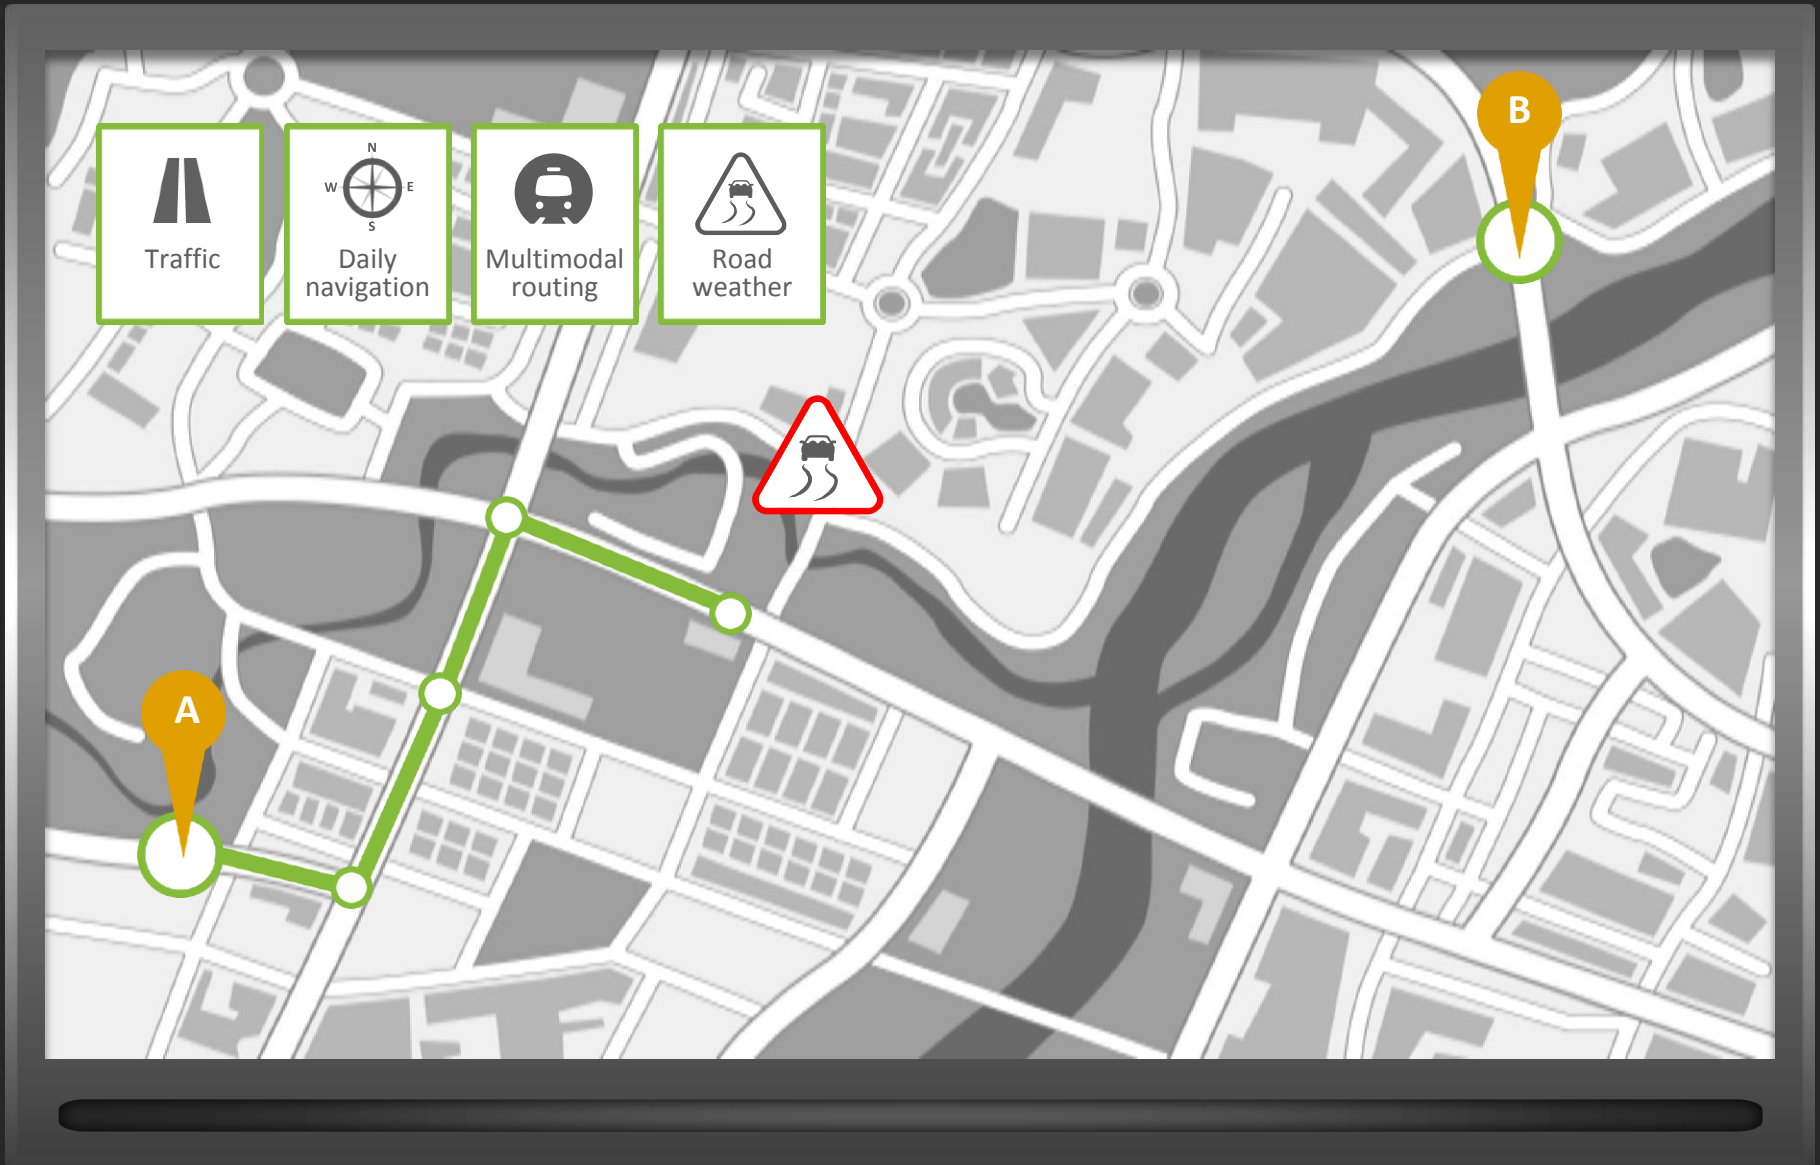 B
N
W E
S
Traffic
Daily
navigation
Multimodal
routing
Road
weather
A